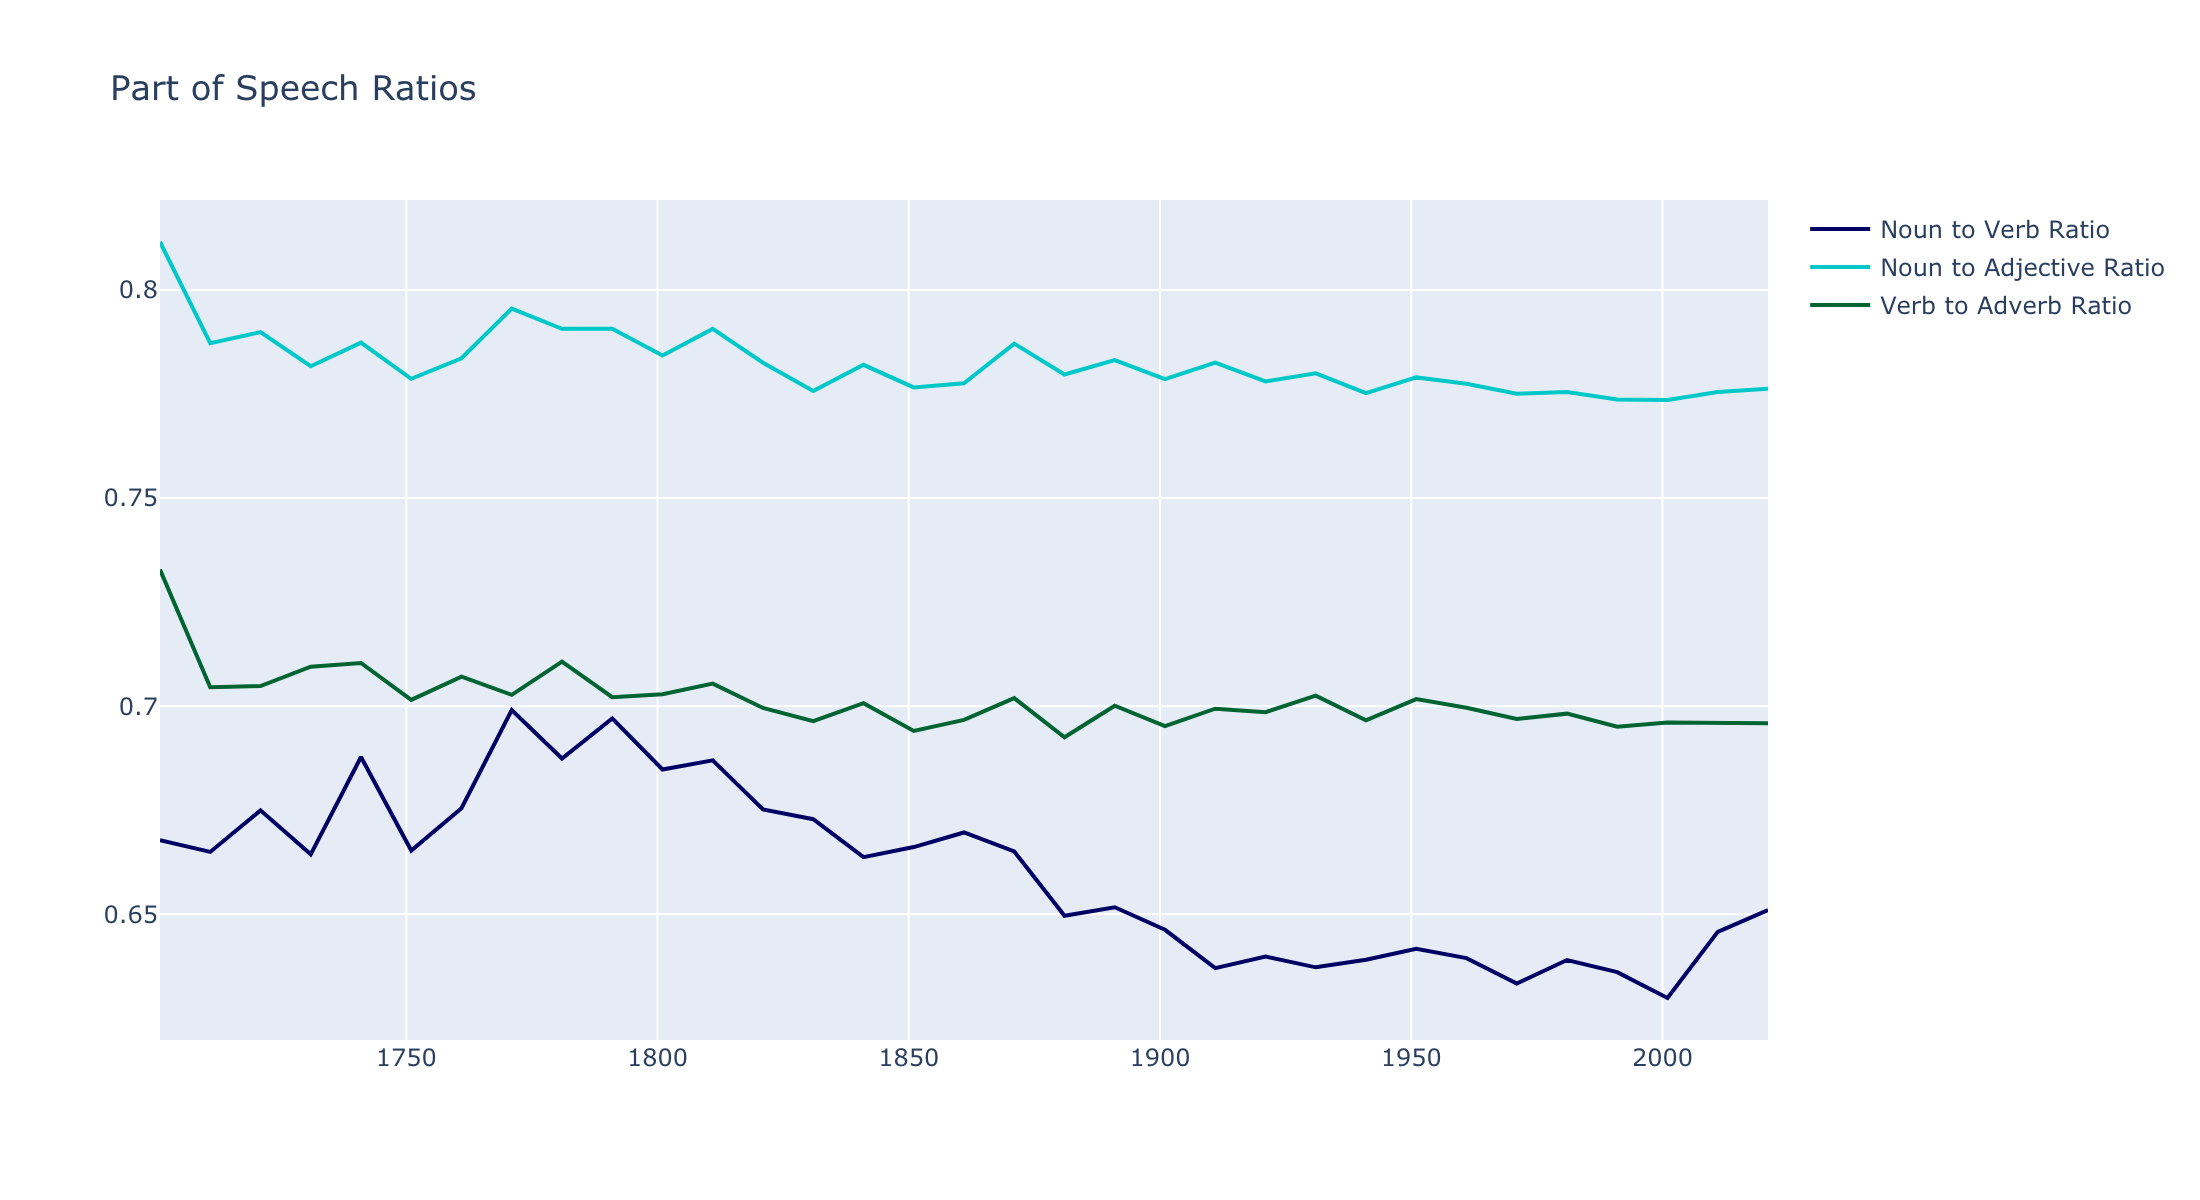 Part of Speech Ratios
Noun to Verb Ratio
Noun to Adjective Ratio
Verb to Adverb Ratio
0.8
0.75
0.7
0.65
1750 1800 1850 1900 1950 2000